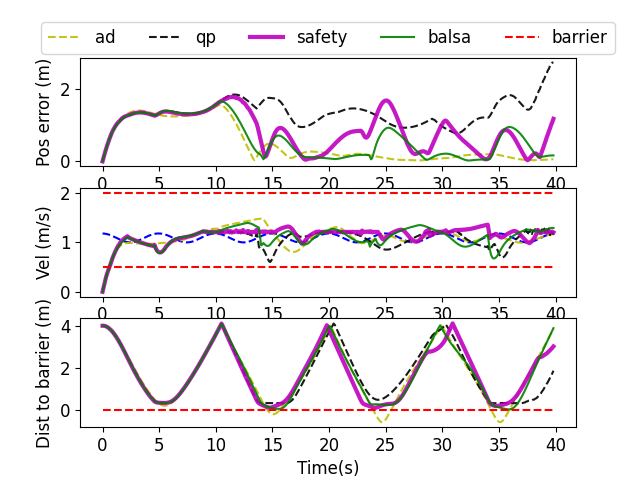 ad qp safety balsa barrier
Pos error (m)
2
0
0 5 10 15 20 25 30 35 40
Vel (m/s)
2
1
0
0 5 10 15 20 25 30 35 40
Dist to barrier (m)
4
2
0
0 5 10 15 20 25 30 35 40
Time(s)